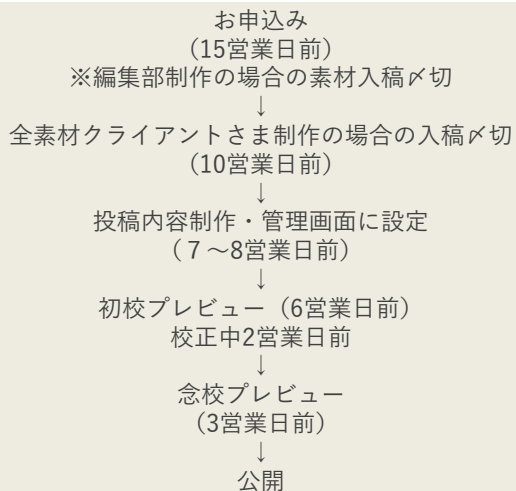 お申込み
(15営業日前)
※編集部制作の場合の素材入稿〆切
↓
全素材クライアントさま制作の場合の入稿〆切
(10営業日前)
↓
投稿内容制作・管理画面に設定
(７〜8営業日前)
↓
初校プレビュー(6営業日前)
校正中2営業日前
↓
念校プレビュー
(3営業日前)
↓
公開